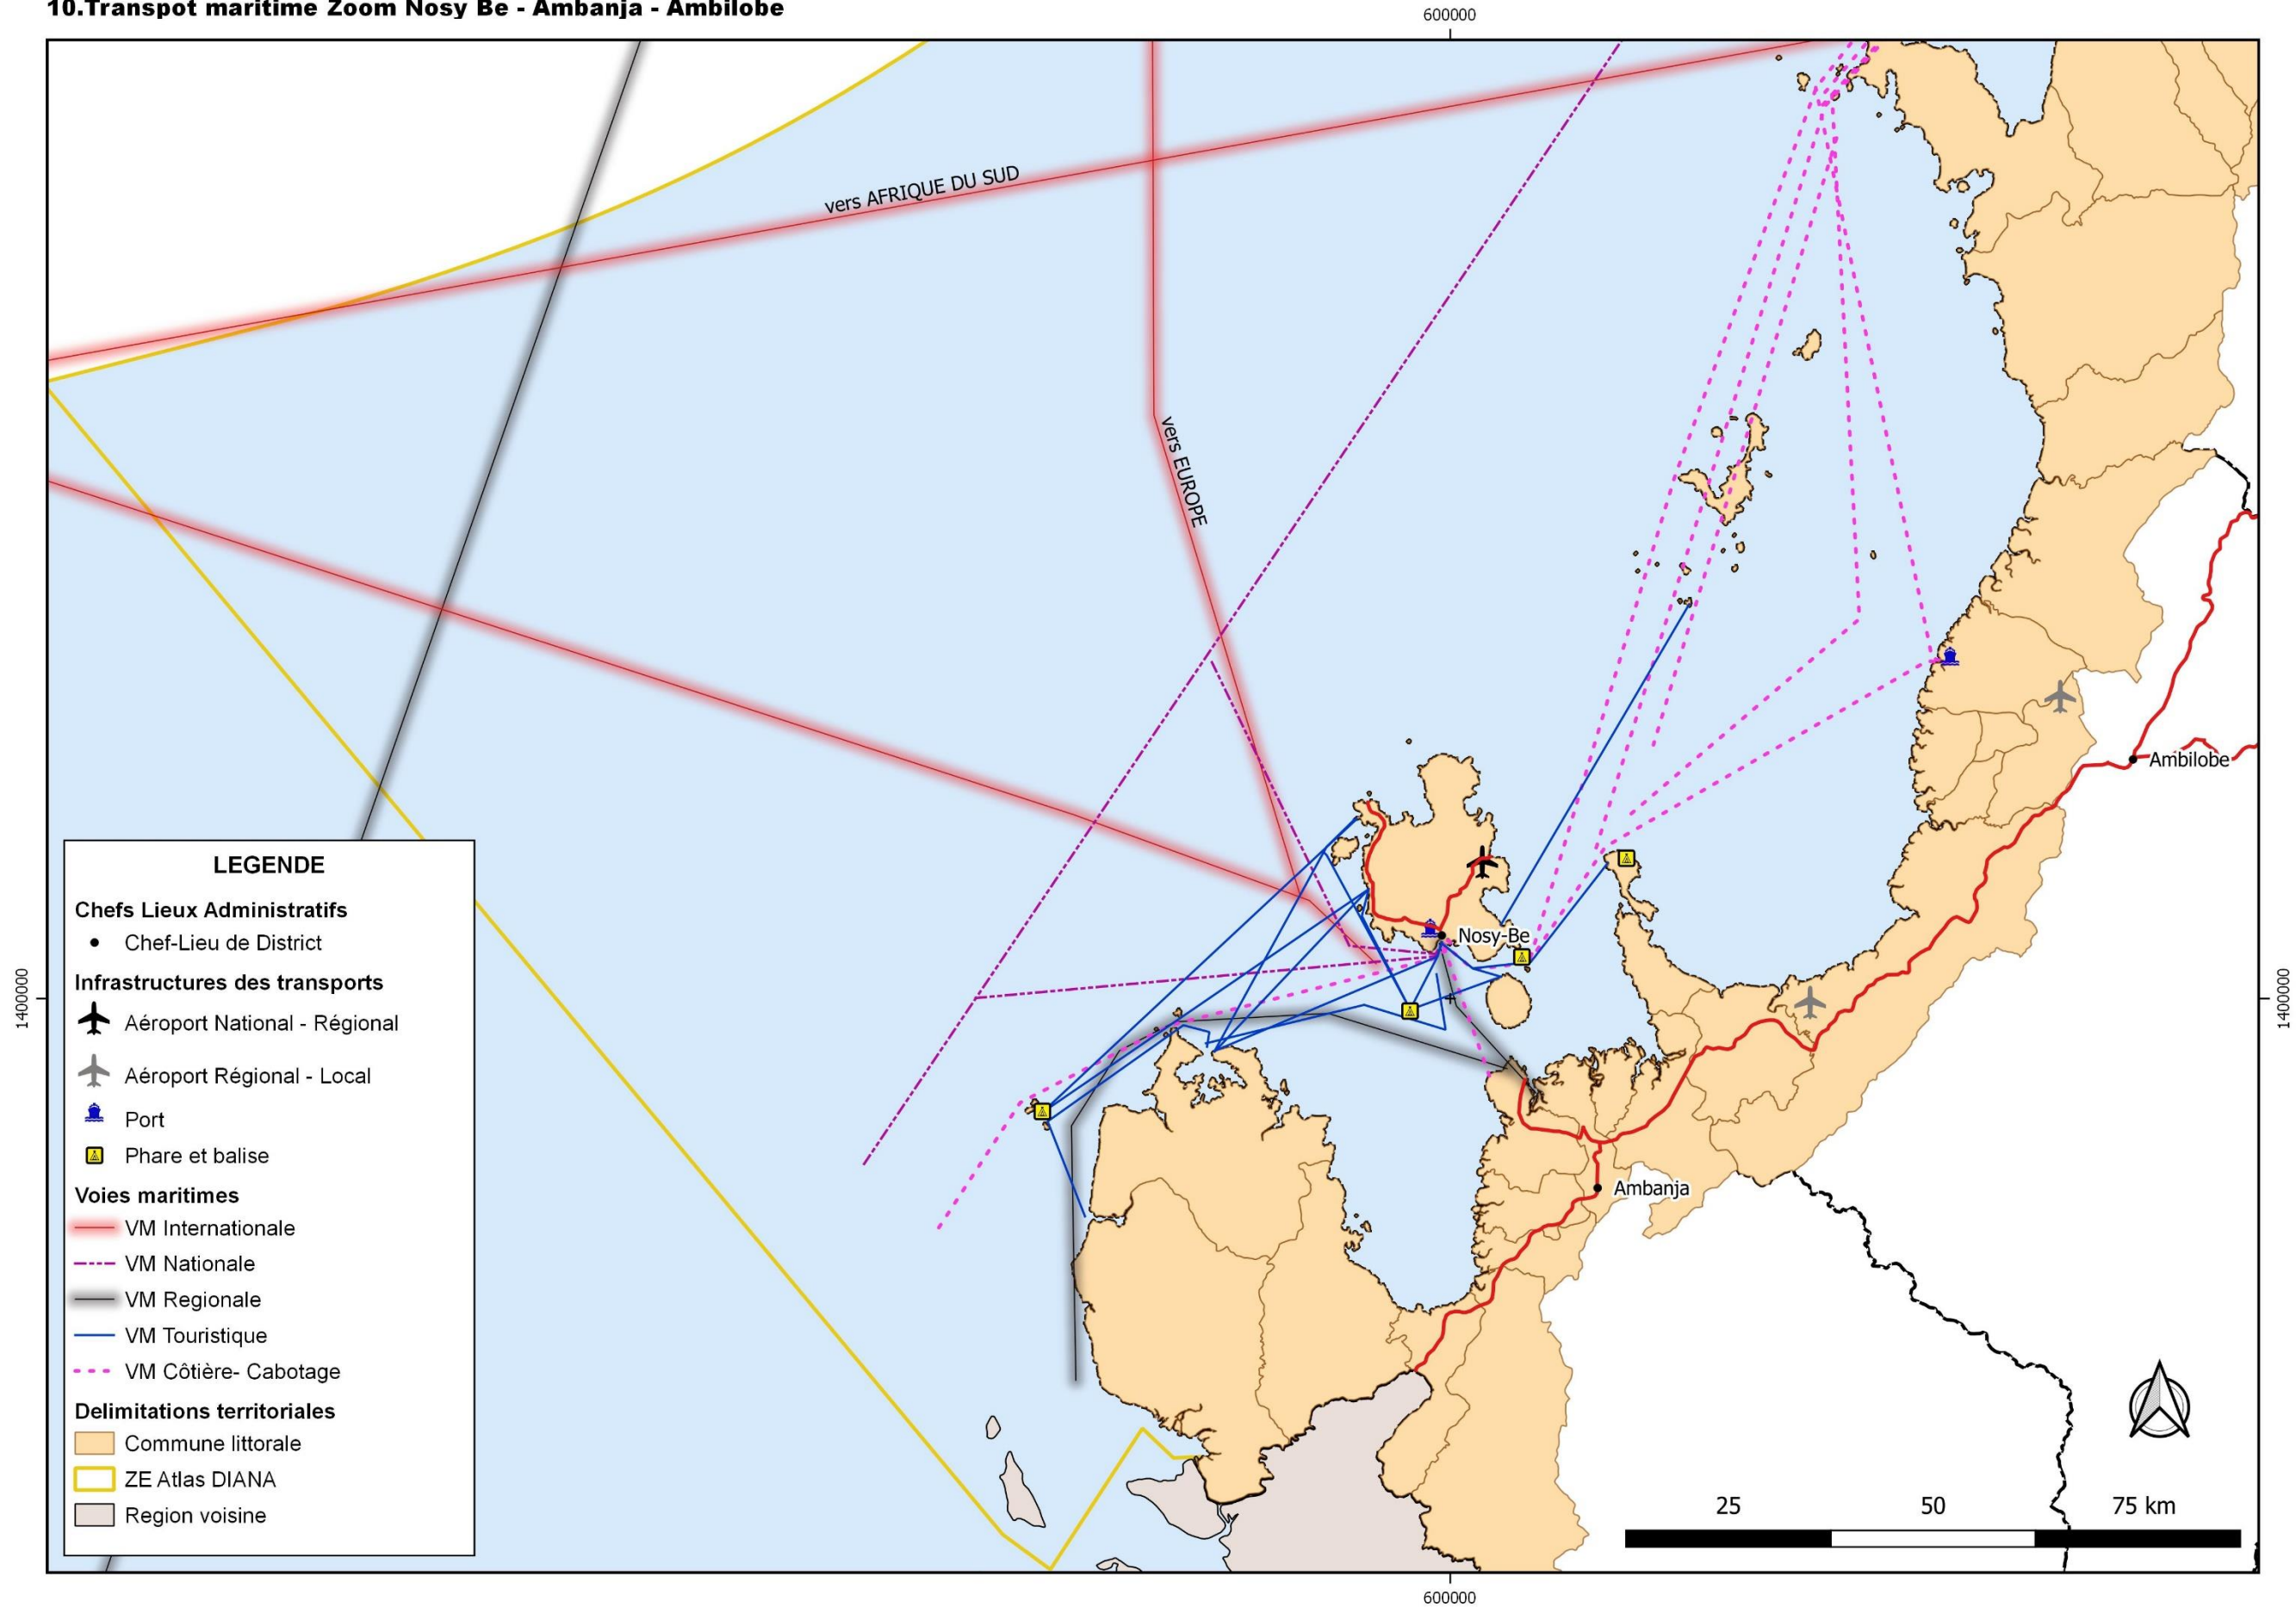 10.Transpot maritime Zoom Nosy Be - Ambanja - Ambilobe
600000
vers AFRIQUE DU SUD
vers EUROPE
Ambilobe
Nosy-Be
1400000
1400000
Ambanja
LEGENDE
Chefs Lieux Administratifs
Chef-Lieu de District
Infrastructures des transports
Aéroport National - Régional
Aéroport Régional - Local
Port
Phare et balise
Voies maritimes
VM Internationale
VM Nationale
VM Regionale
VM Touristique
VM Côtière- Cabotage
Delimitations territoriales
Commune littorale
ZE Atlas DIANA
Region voisine
25 50 75 km
600000